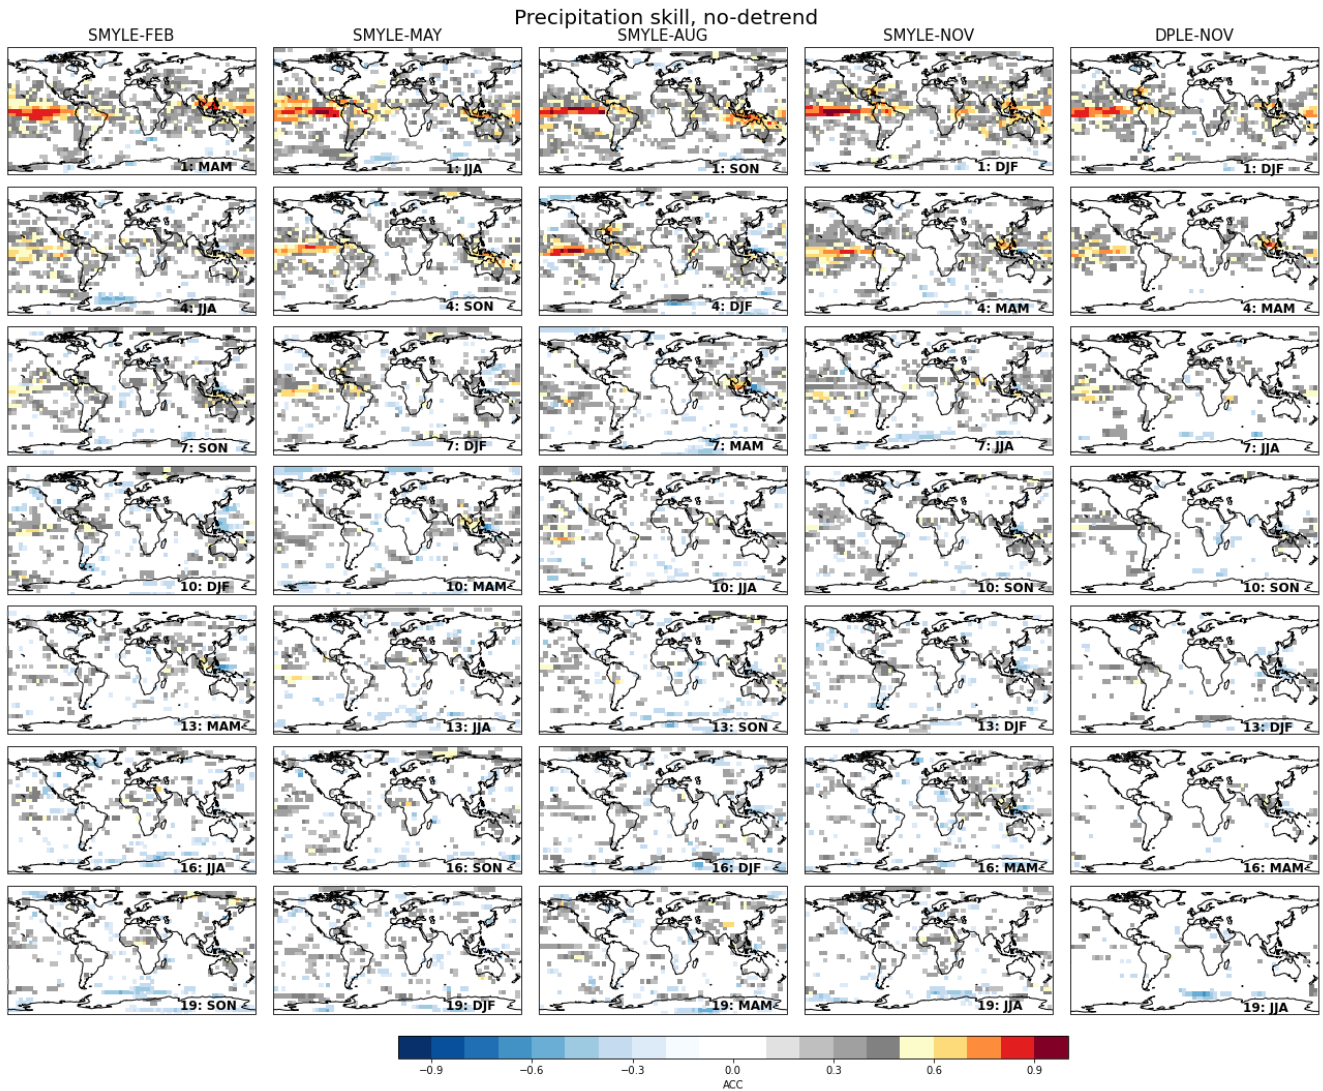 Precipitation skill, no-detrend
SMYLE-FEB SMYLE-MAY SMYLE-AUG SMYLE-NOV DPLE-NOV
1: MAM 1: JJA 1: SON 1: DJF 1: DJF
4: JJA 4: SON 4: DJF 4: MAM 4: MAM
7: SON 7: DJF 7: MAM 7: JJA 7: JJA
10: DJF 10: MAM 10: JJA 10: SON 10: SON
13: MAM 13: JJA 13: SON 13: DJF 13: DJF
16: JJA 16: SON 16: DJF 16: MAM 16: MAM
19: SON 19: DJF 19: MAM 19: JJA 19: JJA
−0.9 −0.6 −0.3 0.0 0.3 0.6 0.9
ACC